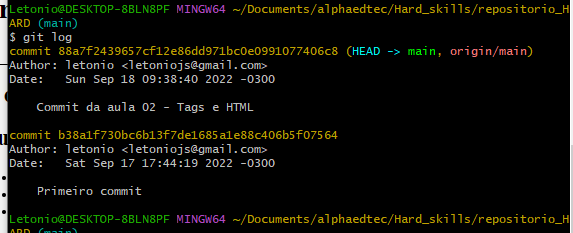 Letonio@DESKTOP-8BLN8PF MINGW64 ~/Documents/alphaedtec/Hard_skills/repositorio_H
ARD (main)
$ git log
commit 88a7f2439657cf12e86dd971bc0e0991077406c8 (HEAD -> main, origin/main)
Author: letonio <letoniojs@gmail.com>
Date:   Sun Sep 18 09:38:40 2022 -0300
    Commit da aula 02 - Tags e HTML
commit b38a1f730bc6b13f7de1685a1e88c406b5f07564
Author: letonio <letoniojs@gmail.com>
Date:   Sat Sep 17 17:44:19 2022 -0300
    Primeiro commit
Letonio@DESKTOP-8BLN8PF MINGW64 ~/Documents/alphaedtec/Hard_skills/repositorio_H
ARD (main)